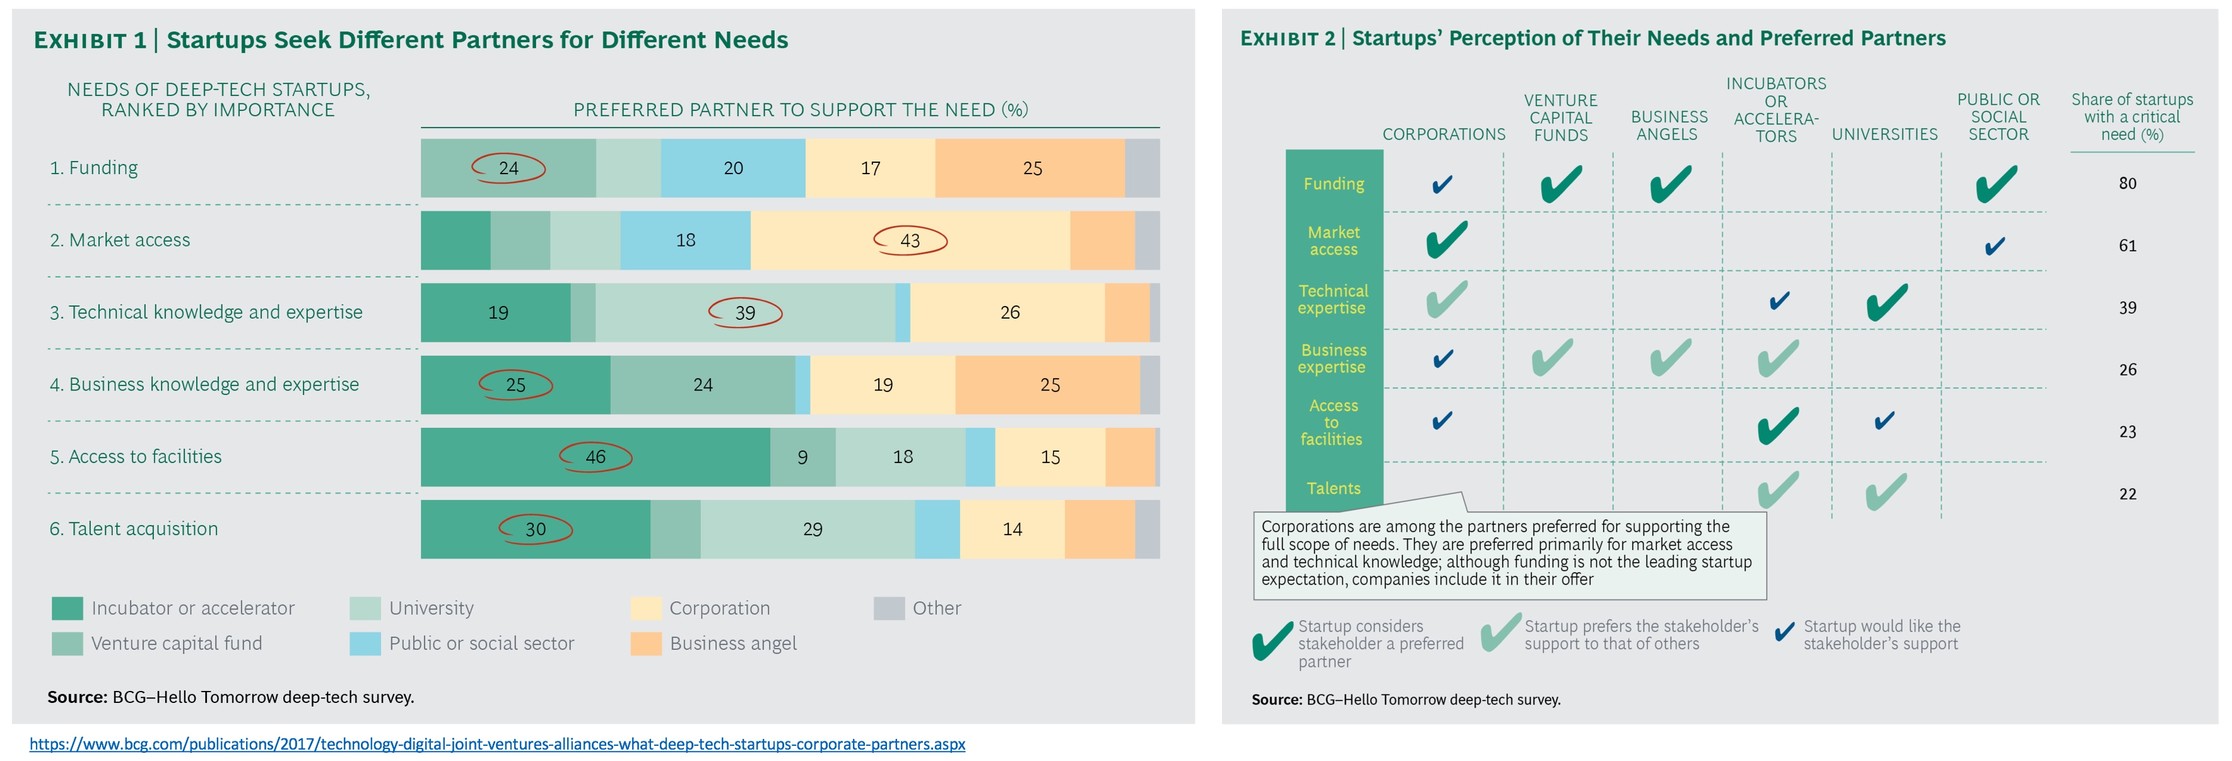 EXHIBIT 1 | Startups Seek Different Partners for Different Needs
NEEDS OF DEEP-TECH STARTUPS,
RANKED BY IMPORTANCE
PREFERRED PARTNER TO SUPPORT THE NEED (%)
1. Funding
24
20
17
25
2. Market access
18
43
3. Technical knowledge and expertise
19
39
26
4. Business knowledge and expertise
25
24
19
25
5. Access to facilities
46
9
18
15
6. Talent acquisition
30
29
14
Incubator or accelerator
University
Corporation
Other
Venture capital fund
Public or social sector
Business angel
Source: BCG–Hello Tomorrow deep-tech survey.
https://www.bcg.com/publications/2017/technology-digital-joint-ventures-alliances-what-deep-tech-startups-corporate-partners.aspx
EXHIBIT 2 | Startups’ Perception of Their Needs and Preferred Partners
CORPORATIONS
VENTURE
CAPITAL
FUNDS
BUSINESS
ANGELS
INCUBATORS
OR
ACCELERA-
TORS
UNIVERSITIES
PUBLIC OR
SOCIAL
SECTOR
Share of startups
with a critical
need (%)
Funding
80
Market
access
61
Technical
expertise
39
Business
expertise
26
Access
to
facilities
23
Talents
22
Corporations are among the partners preferred for supporting the
full scope of needs. They are preferred primarily for market access
and technical knowledge; although funding is not the leading startup
expectation, companies include it in their offer
Startup considers
stakeholder a preferred
partner
Startup prefers the stakeholder’s
support to that of others
Startup would like the
stakeholder’s support
Source: BCG–Hello Tomorrow deep-tech survey.